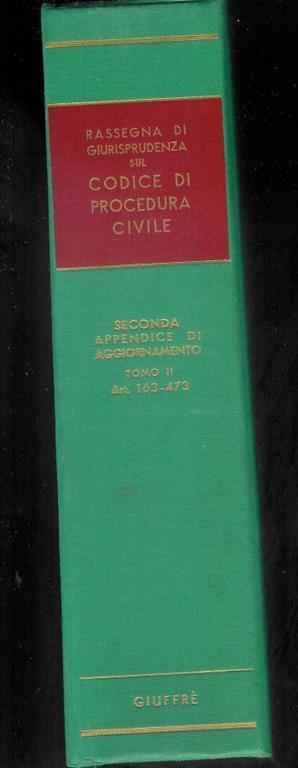 RASSEGNA DI
GIURISPRUDENZA
SUL
CODICE DI
PROCEDURA
CIVILE
SECONDA
APPENDICE DI
AGGIORNAMENTO
TOMO II
Art. 163-473
GIUFFRÈ